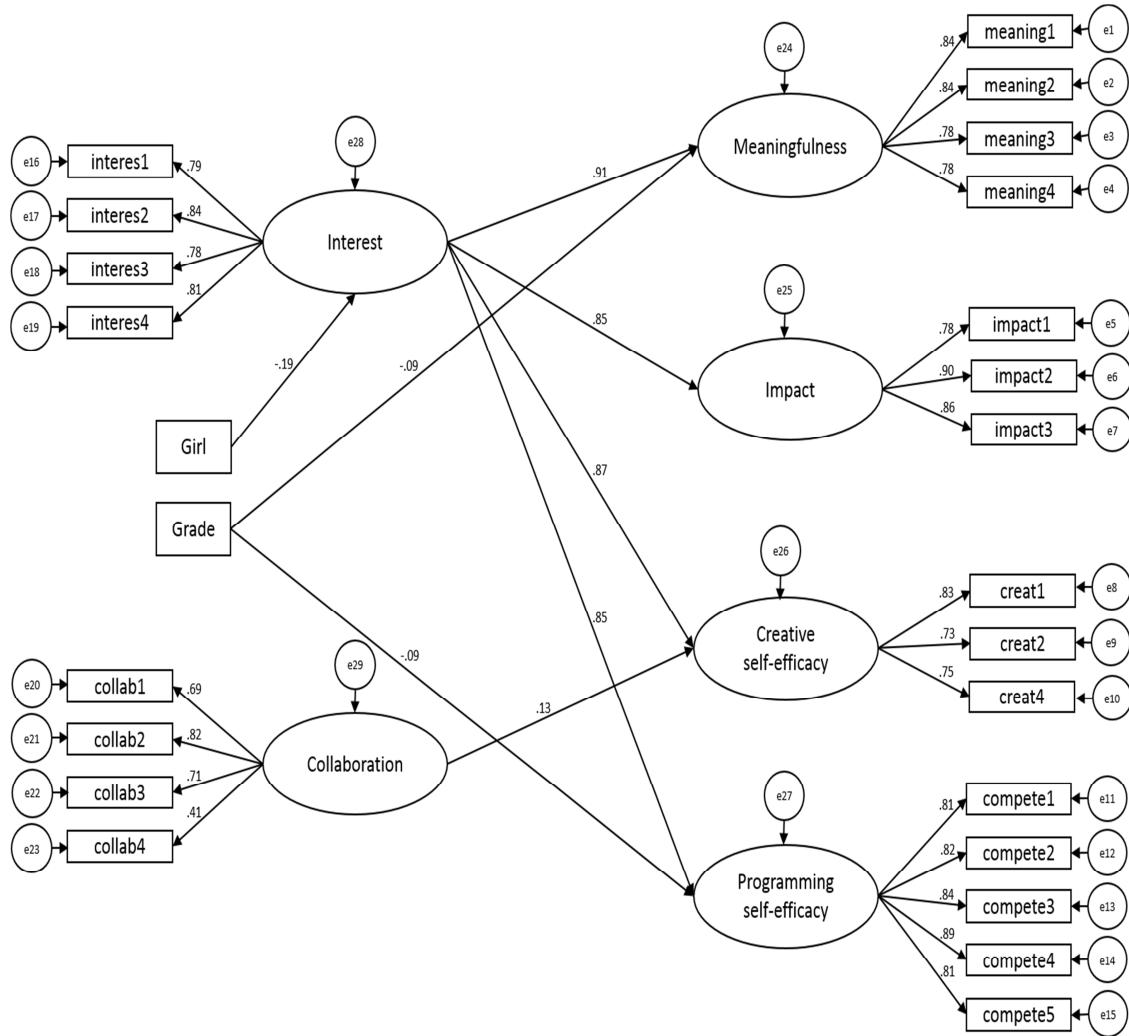 e24
.84
meaning1
e1
.84
meaning2
e2
.78
meaning3
e3
.78
meaning4
e4
Meaningfulness
e16
interes1
.79
e17
interes2
.84
e18
interes3
.78
e19
interes4
.81
e28
Interest
.91
.85
-.09
.87
.85
-.19
Girl
Grade
-.09
e25
Impact
.78
impact1
e5
.90
impact2
e6
.86
impact3
e7
e26
Creative
self-efficacy
.83
creat1
e8
.73
creat2
e9
.75
creat4
e10
e20
collab1
.69
e21
collab2
.82
e22
collab3
.71
e23
collab4
.41
e29
Collaboration
.13
e27
Programming
self-efficacy
.81
compete1
e11
.82
compete2
e12
.84
compete3
e13
.89
compete4
e14
.81
compete5
e15